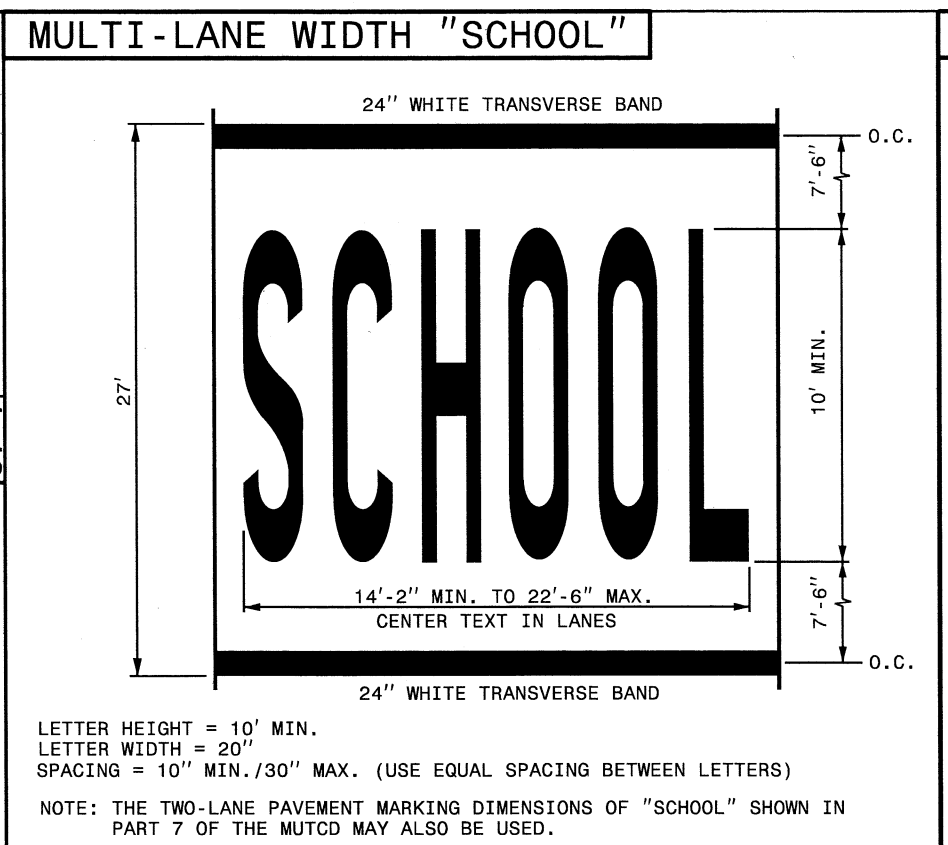 MULTI-LANE WIDTH "SCHOOL"
24" WHITE TRANSVERSE BAND
O.C.
7'-6"
SCHOOL
27'
10' MIN.
14'-2" MIN. TO 22'-6" MAX.
CENTER TEXT IN LANES
7'-6"
O.C.
24" WHITE TRANSVERSE BAND
LETTER HEIGHT = 10' MIN.
LETTER WIDTH = 20"
SPACING = 10" MIN./30" MAX. (USE EQUAL SPACING BETWEEN LETTERS)
NOTE: THE TWO-LANE PAVEMENT MARKING DIMENSIONS OF "SCHOOL" SHOWN IN
PART 7 OF THE MUTCD MAY ALSO BE USED.